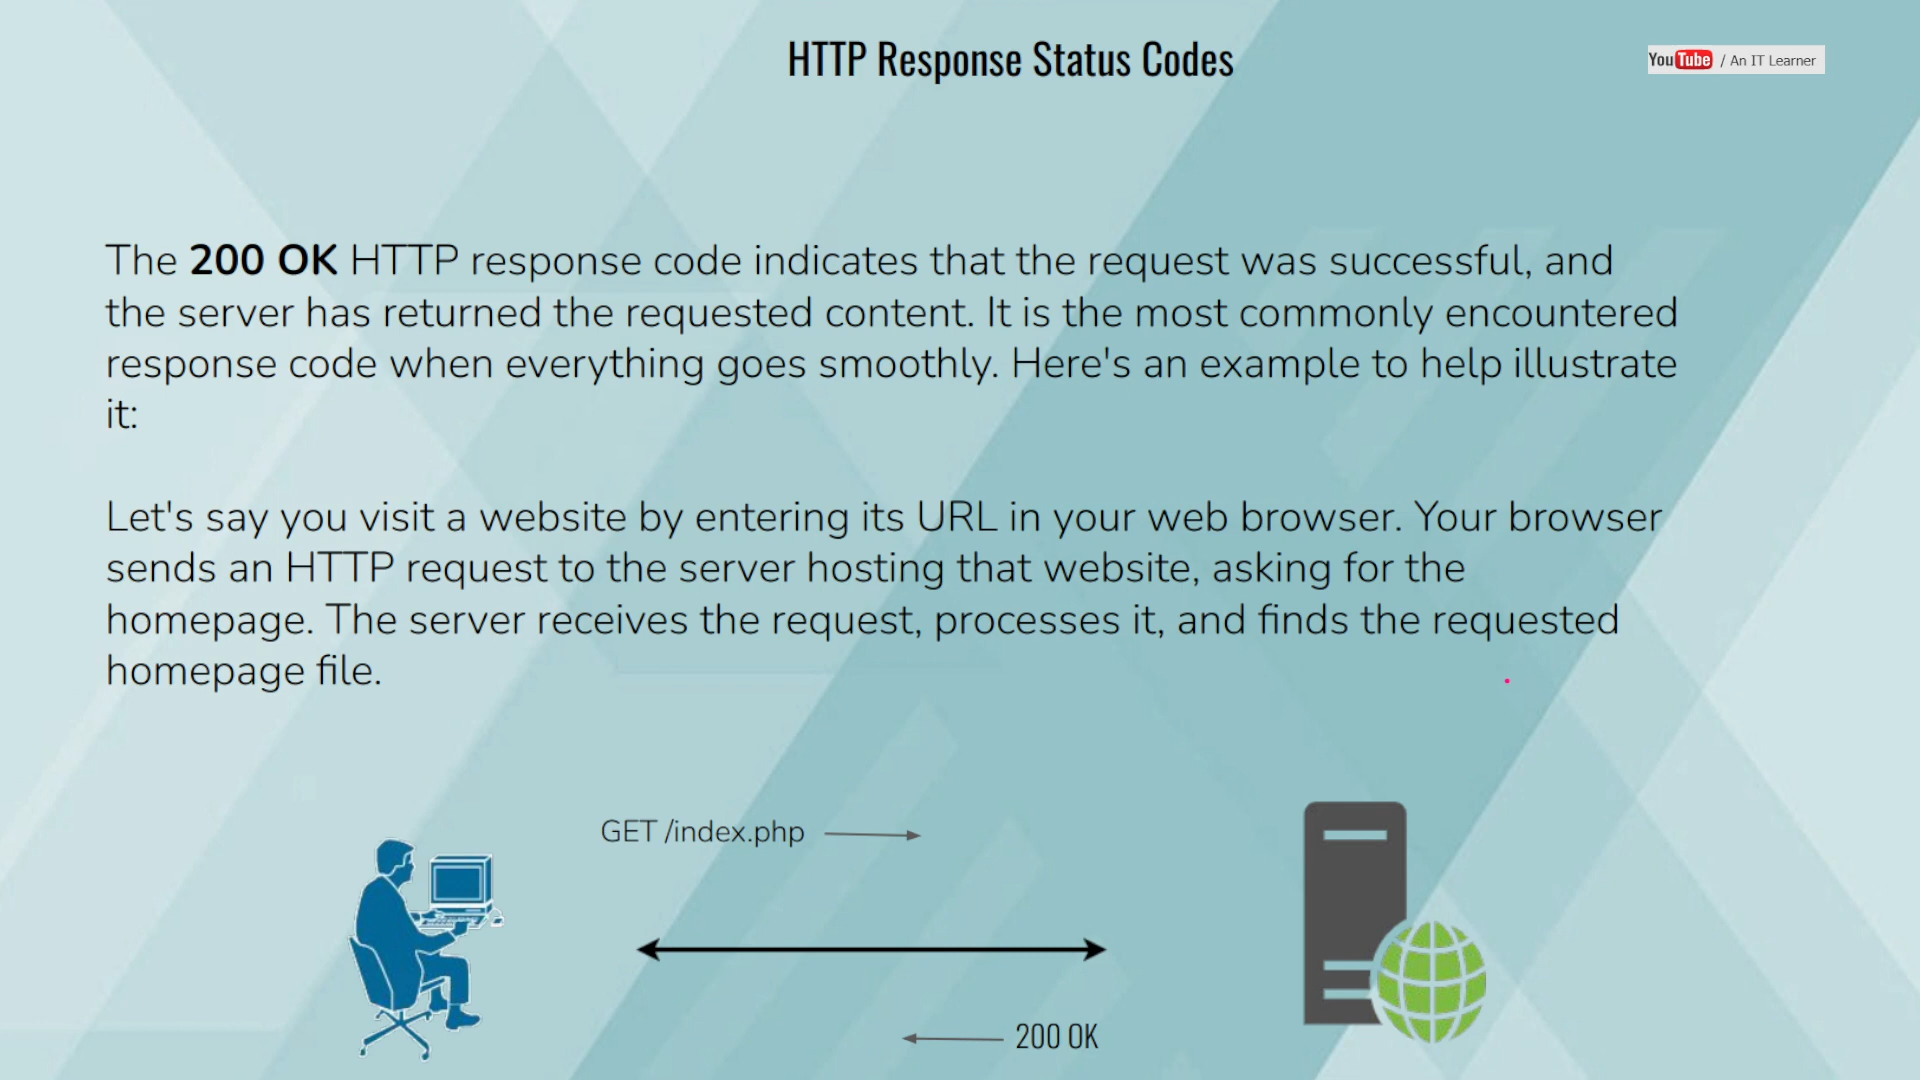 HTTP Response Status Codes
YouTube / An IT Learner
The 200 OK HTTP response code indicates that the request was successful, and
the server has returned the requested content. It is the most commonly encountered
response code when everything goes smoothly. Here's an example to help illustrate
it:
Let's say you visit a website by entering its URL in your web browser. Your browser
sends an HTTP request to the server hosting that website, asking for the
homepage. The server receives the request, processes it, and finds the requested
homepage file.
GET /index.php
200 OK